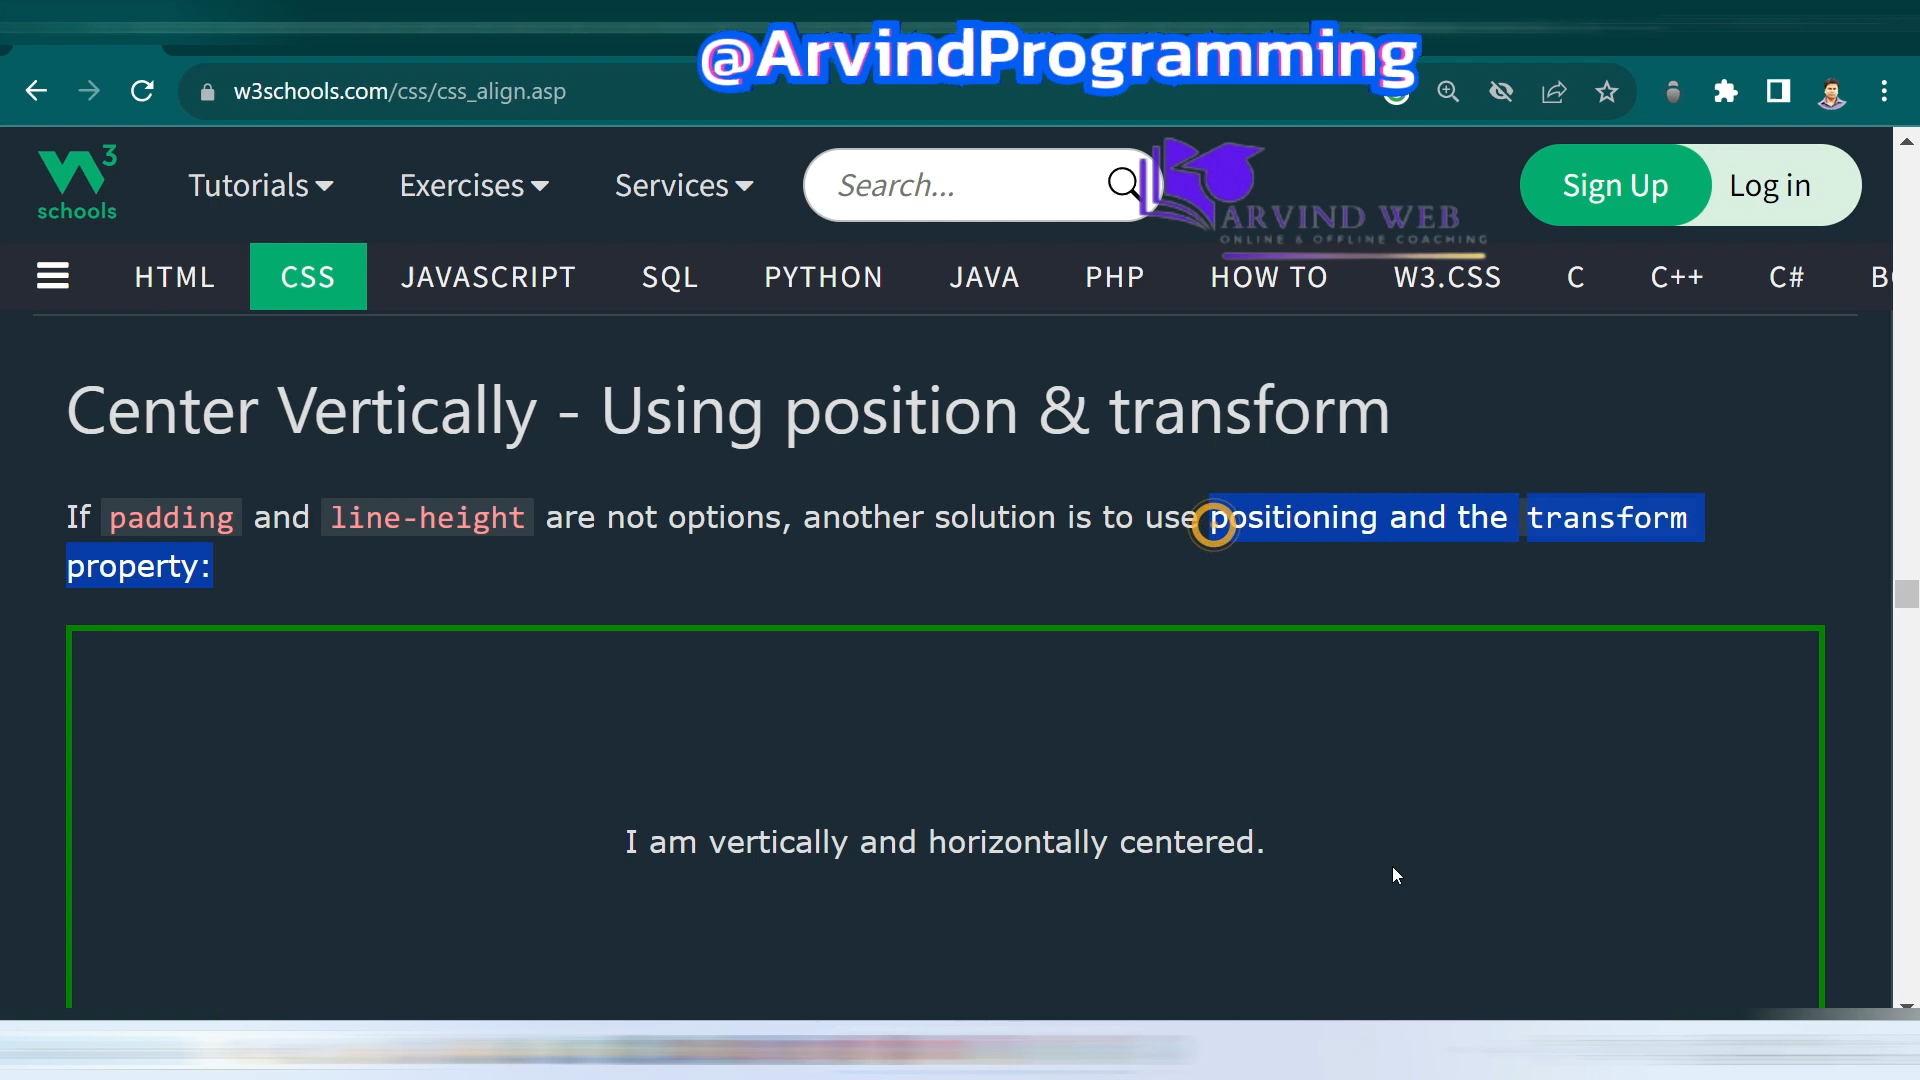 @ArvindProgramming
w3schools.com/css/css_align.asp
W3
schools
Tutorials
Exercises
Services
Search...
ARVIND WEB
ONLINE & OFFLINE COACHING
Sign Up
Log in
HTML CSS JAVASCRIPT SQL PYTHON JAVA PHP HOW TO W3.CSS C C++ C#
Center Vertically - Using position & transform
If padding and line-height are not options, another solution is to use positioning and the transform
property:
I am vertically and horizontally centered.